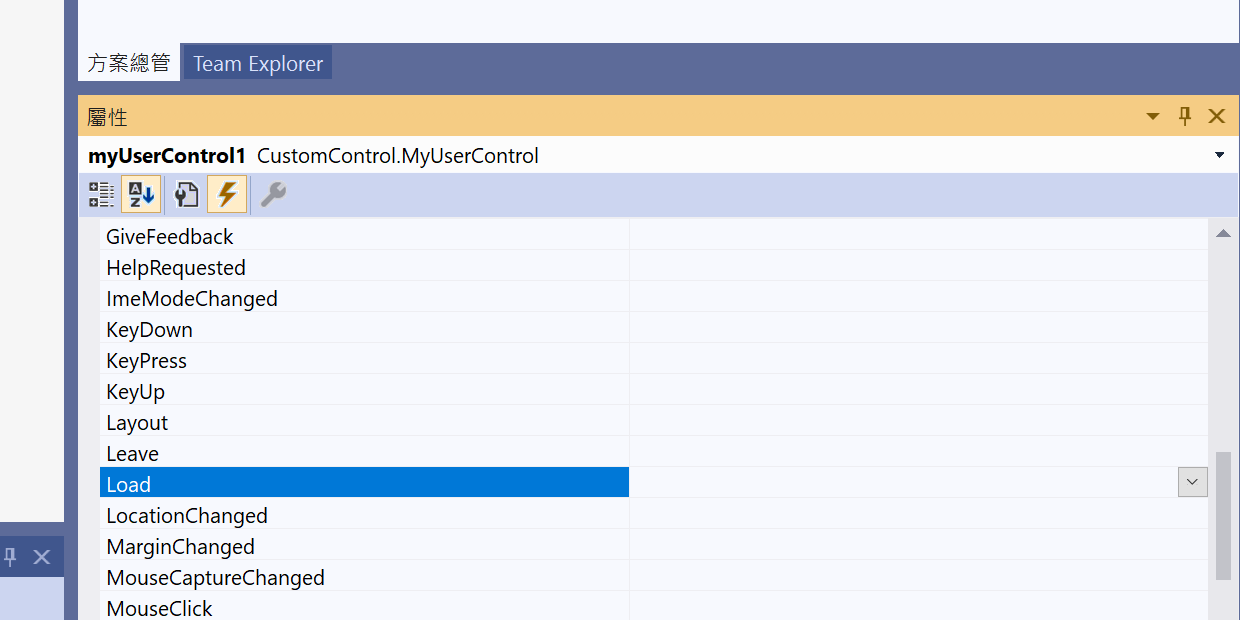 方案總管 Team Explorer
屬性
myUserControl1 CustomControl.MyUserControl
GiveFeedback
HelpRequested
ImeModeChanged
KeyDown
KeyPress
KeyUp
Layout
Leave
Load
LocationChanged
MarginChanged
MouseCaptureChanged
MouseClick